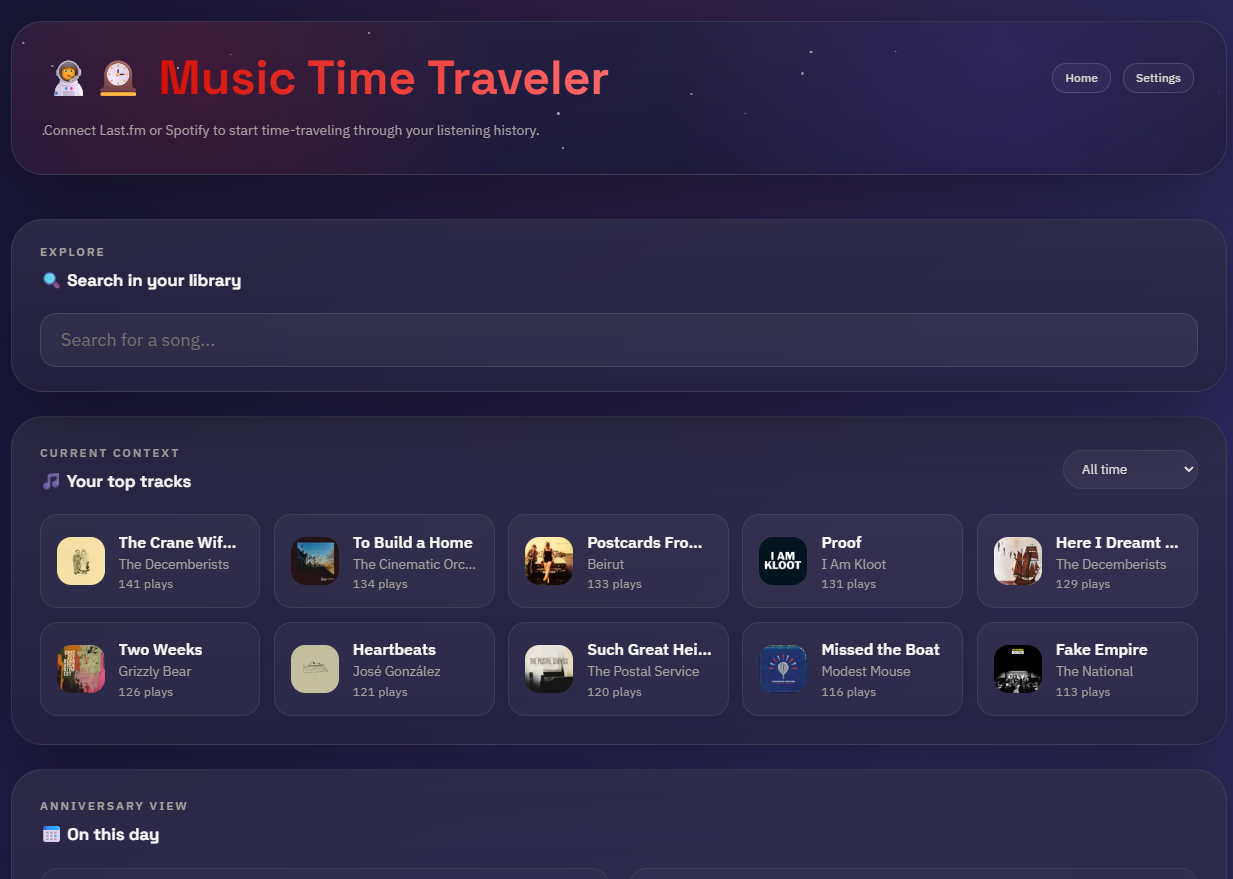 Music Time Traveler
Home
Settings
Connect Last.fm or Spotify to start time-traveling through your listening history.
EXPLORE
Search in your library
Search for a song...
CURRENT CONTEXT
Your top tracks
All time
The Crane Wif...
The Decemberists
141 plays
To Build a Home
The Cinematic Orc...
134 plays
Postcards Fro...
Beirut
133 plays
I AM
KLOOT
Proof
I Am Kloot
131 plays
Here I Dreamt ...
The Decemberists
129 plays
Two Weeks
Grizzly Bear
126 plays
Heartbeats
José González
121 plays
THE POSTAL SERVICE
Such Great Hei...
The Postal Service
120 plays
Missed the Boat
Modest Mouse
116 plays
Fake Empire
The National
113 plays
ANNIVERSARY VIEW
On this day